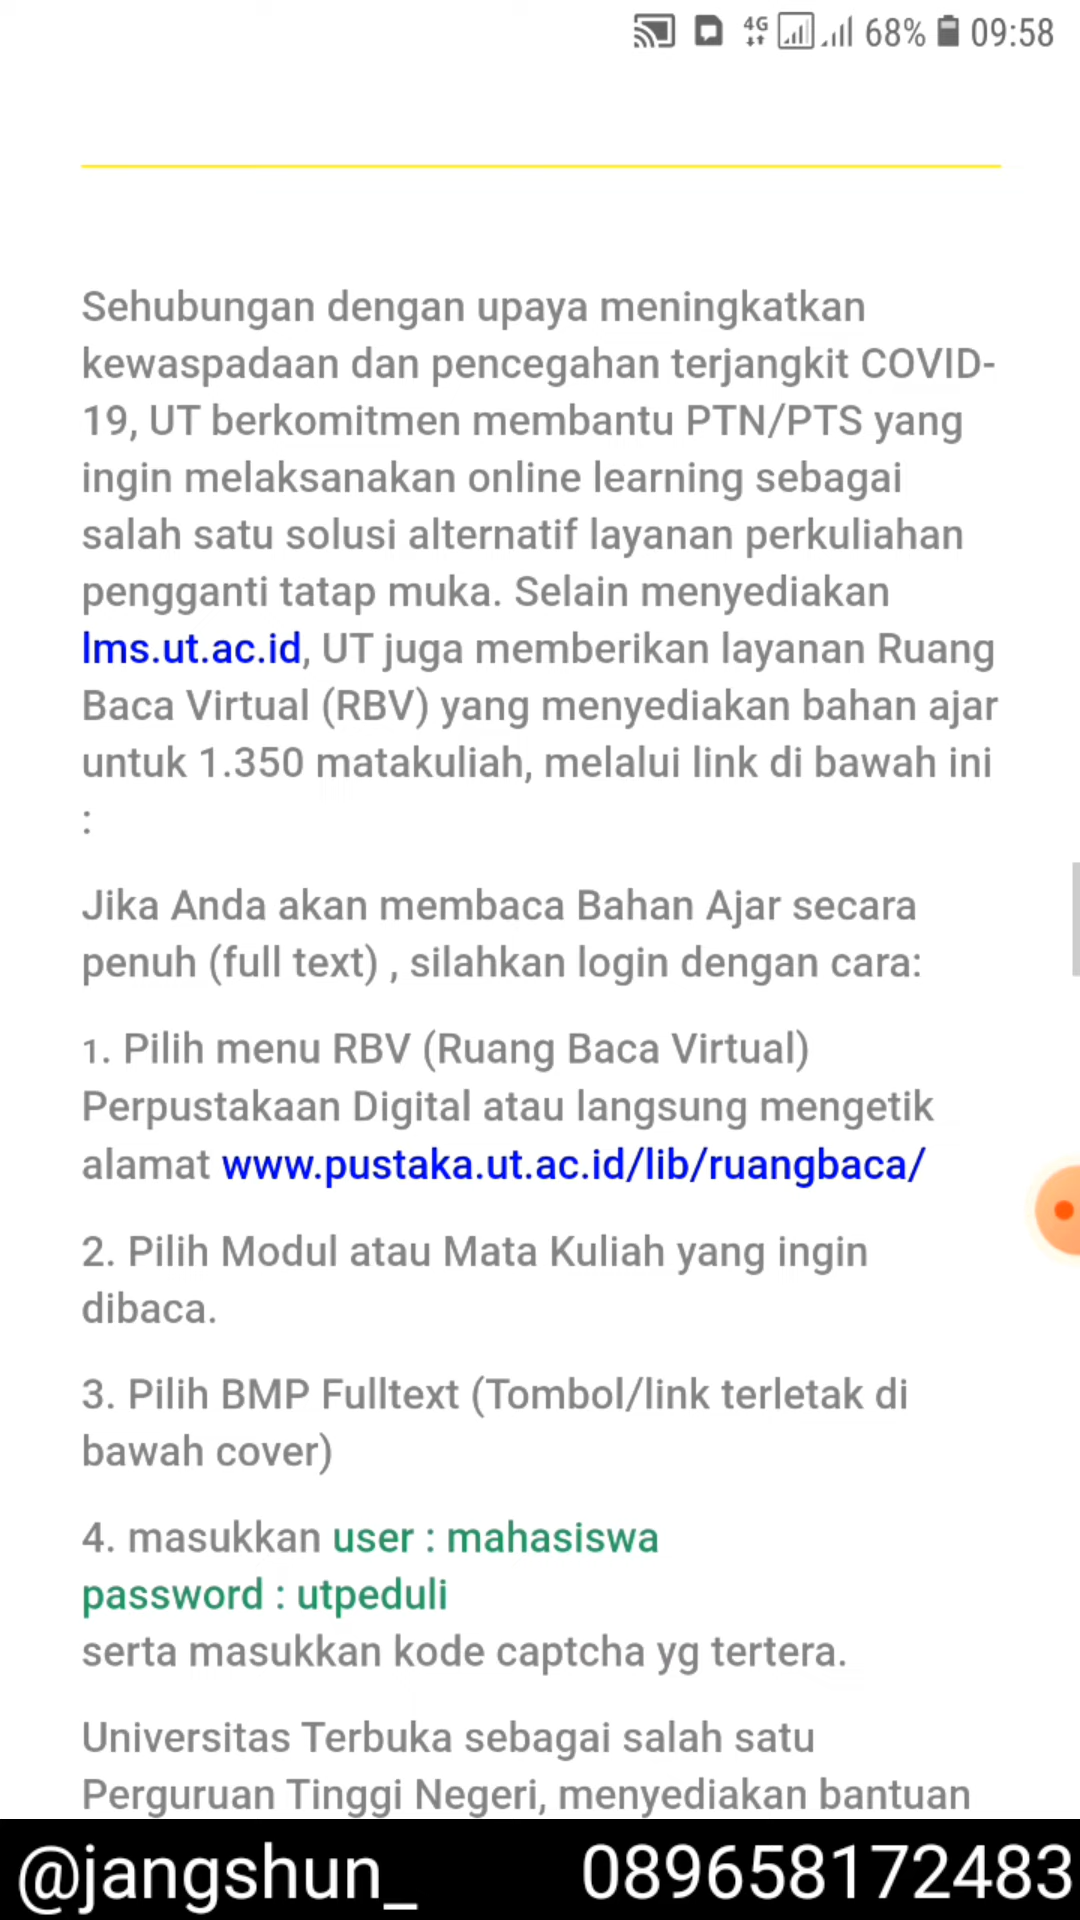 4G 68% 09:58
Sehubungan dengan upaya meningkatkan
kewaspadaan dan pencegahan terjangkit COVID-
19, UT berkomitmen membantu PTN/PTS yang
ingin melaksanakan online learning sebagai
salah satu solusi alternatif layanan perkuliahan
pengganti tatap muka. Selain menyediakan
lms.ut.ac.id, UT juga memberikan layanan Ruang
Baca Virtual (RBV) yang menyediakan bahan ajar
untuk 1.350 matakuliah, melalui link di bawah ini
:
Jika Anda akan membaca Bahan Ajar secara
penuh (full text) , silahkan login dengan cara:
1. Pilih menu RBV (Ruang Baca Virtual)
Perpustakaan Digital atau langsung mengetik
alamat www.pustaka.ut.ac.id/lib/ruangbaca/
2. Pilih Modul atau Mata Kuliah yang ingin
dibaca.
3. Pilih BMP Fulltext (Tombol/link terletak di
bawah cover)
4. masukkan user : mahasiswa
password : utpeduli
serta masukkan kode captcha yg tertera.
Universitas Terbuka sebagai salah satu
Perguruan Tinggi Negeri, menyediakan bantuan
@jangshun_ 089658172483